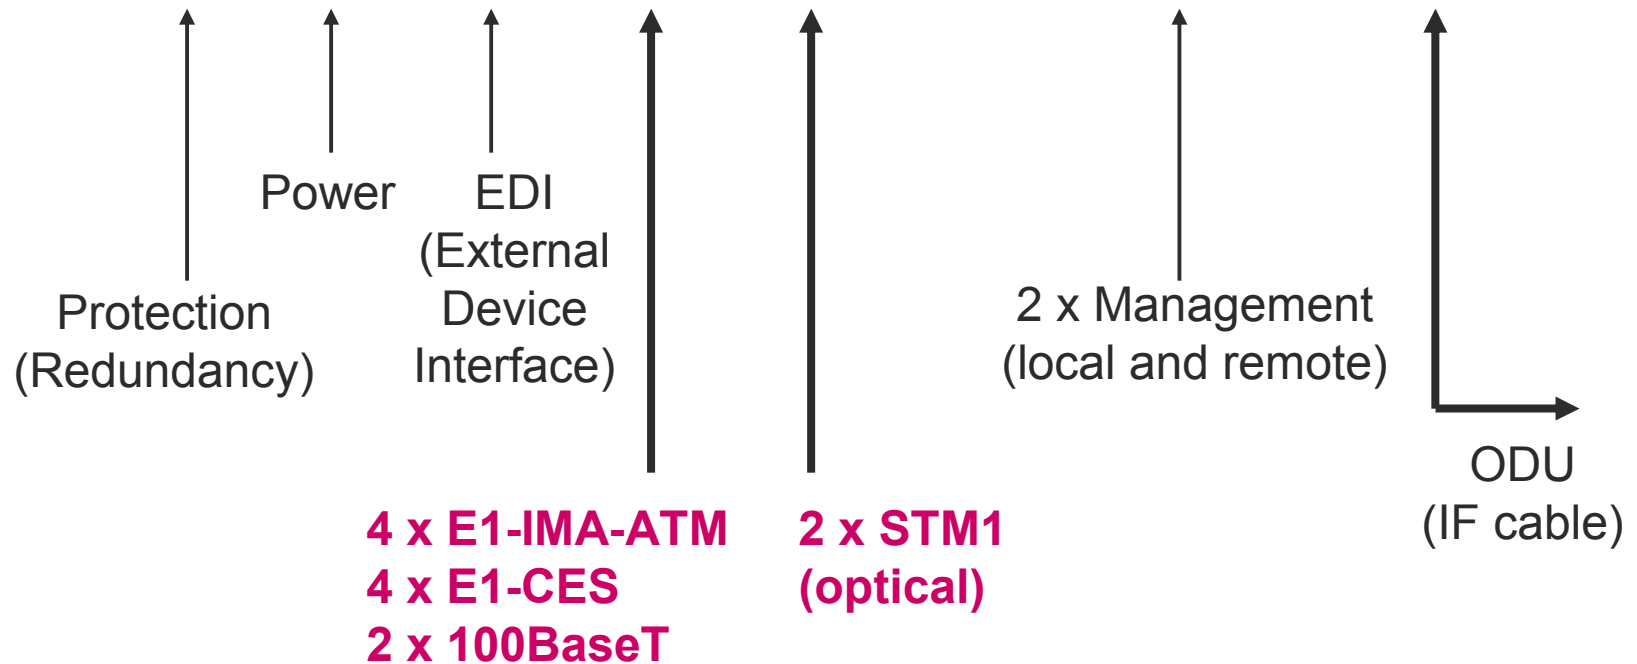 Power
EDI
(External
Device
Interface)
Protection
(Redundancy)
2 x Management
(local and remote)
ODU
(IF cable)
4 x E1-IMA-ATM
4 x E1-CES
2 x 100BaseT
2 x STM1
(optical)